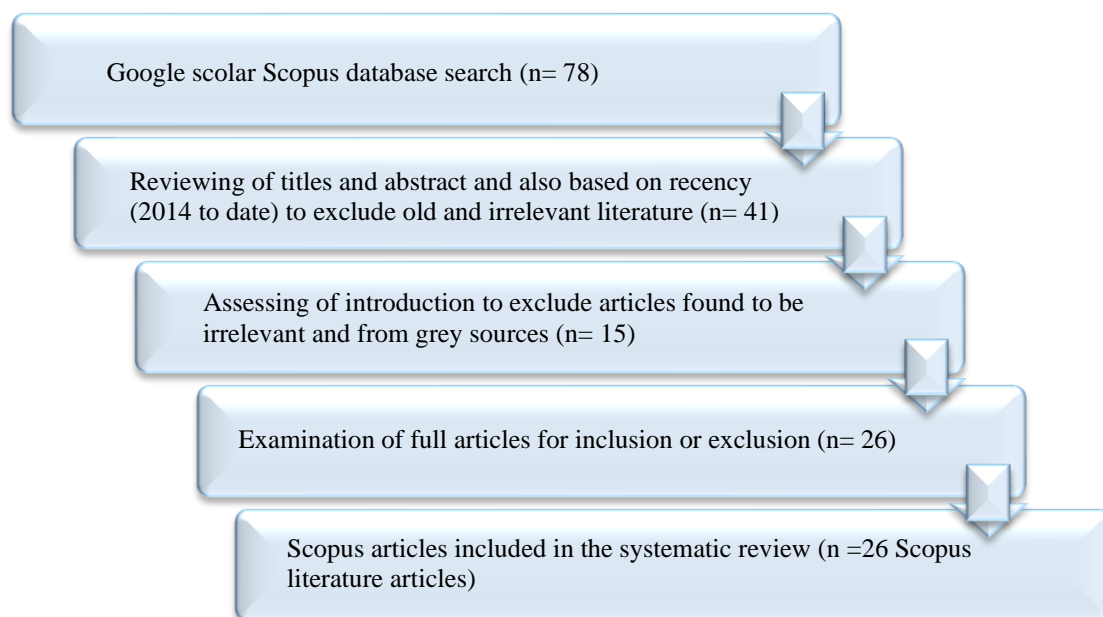 Google scholar Scopus database search (n= 78)
Reviewing of titles and abstract and also based on recency
(2014 to date) to exclude old and irrelevant literature (n= 41)
Assessing of introduction to exclude articles found to be
irrelevant and from grey sources (n= 15)
Examination of full articles for inclusion or exclusion (n= 26)
Scopus articles included in the systematic review (n =26 Scopus
literature articles)